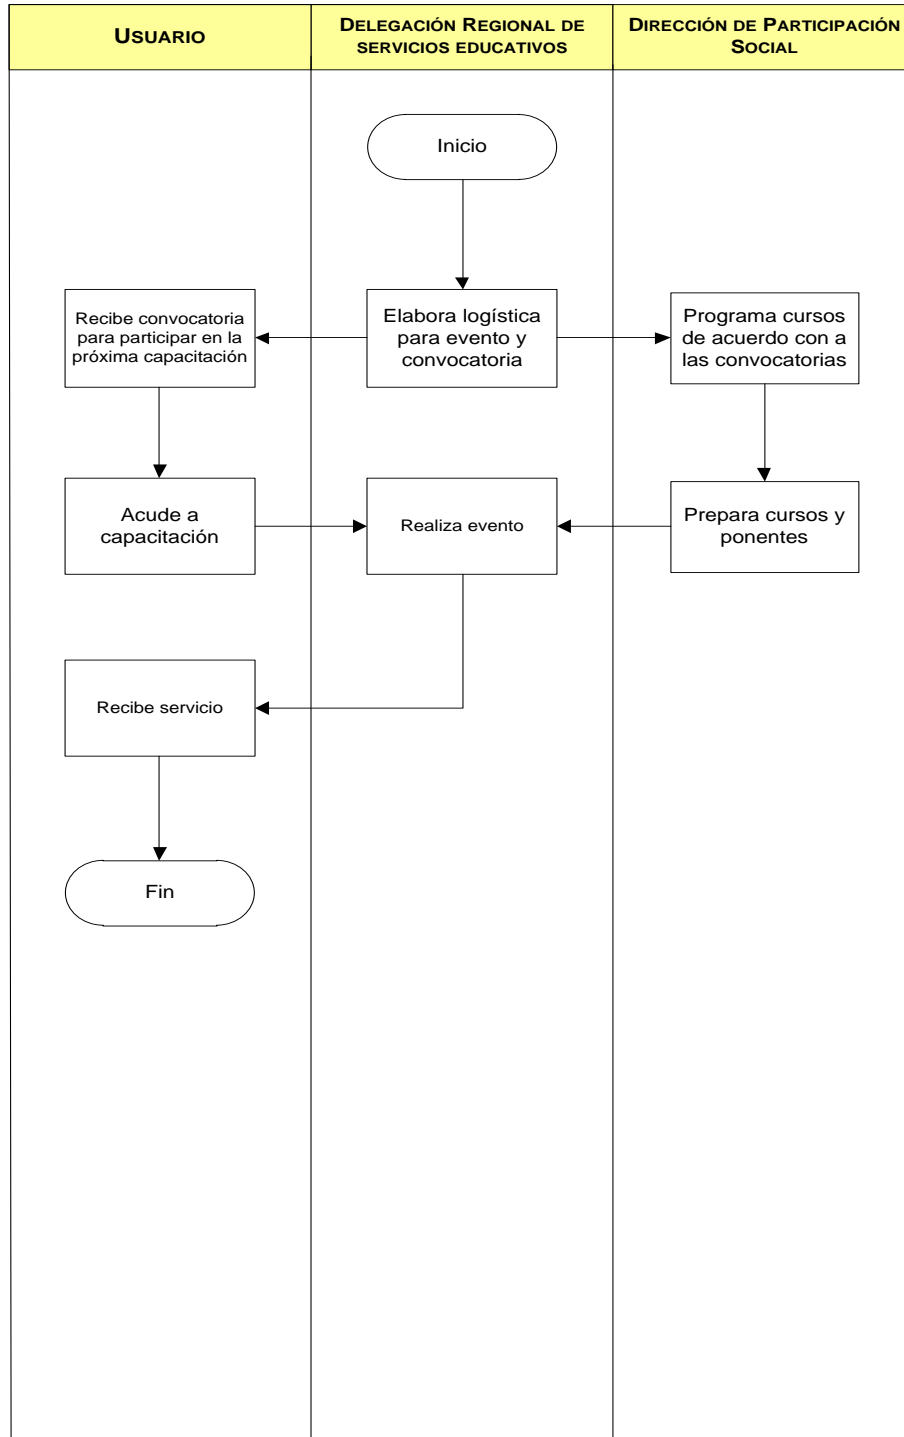 USUARIO
DELEGACIÓN REGIONAL DE
SERVICIOS EDUCATIVOS
DIRECCIÓN DE PARTICIPACIÓN
SOCIAL
Inicio
Recibe convocatoria
para participar en la
próxima capacitación
Elabora logística
para evento y
convocatoria
Programa cursos
de acuerdo con a
las convocatorias
Acude a
capacitación
Realiza evento
Prepara cursos y
ponentes
Recibe servicio
Fin